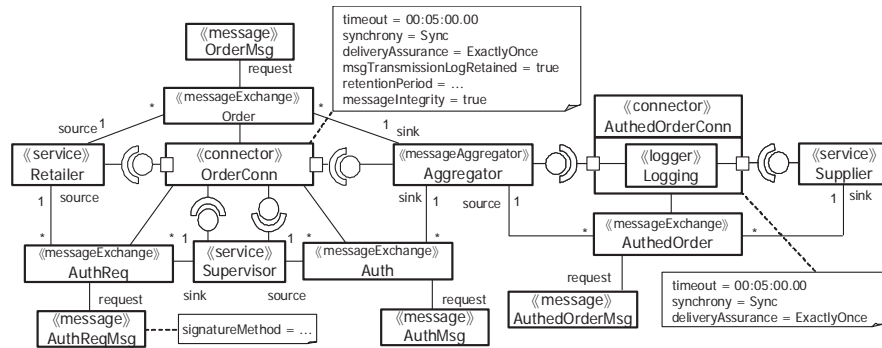 《message》
OrderMsg
request
《messageExchange》
Order
*
*
source
1
1
sink
timeout = 00:05:00.00
synchrony = Sync
deliveryAssurance = ExactlyOnce
msgTransmissionLogRetained = true
retentionPeriod = ...
messageIntegrity = true
《service》
Retailer
《connector》
OrderConn
《messageAggregator》
Aggregator
《connector》
AuthedOrderConn
《logger》
Logging
《service》
Supplier
1
source
sink
1
source
1
1
sink
*
*
《messageExchange》
AuthReq
*
1
《service》
Supervisor
1
*
《messageExchange》
Auth
*
*
《messageExchange》
AuthedOrder
*
sink
source
request
request
request
《message》
AuthReqMsg
signatureMethod = ...
《message》
AuthMsg
《message》
AuthedOrderMsg
timeout = 00:05:00.00
synchrony = Sync
deliveryAssurance = ExactlyOnce